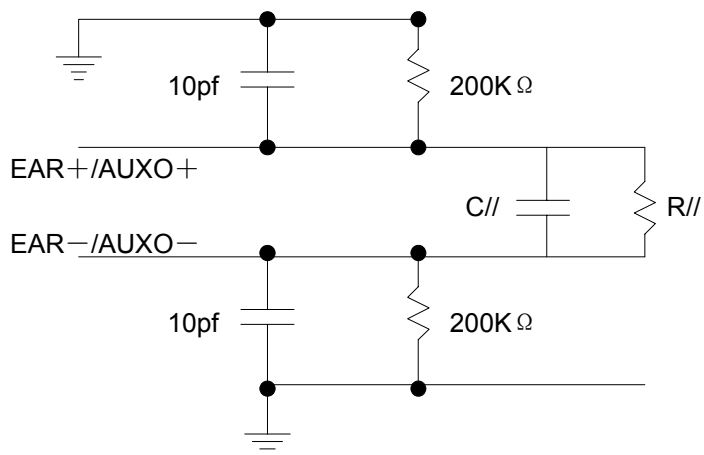 10pf
200KΩ
EAR＋/AUXO＋
C//
R//
EAR－/AUXO－
10pf
200KΩ